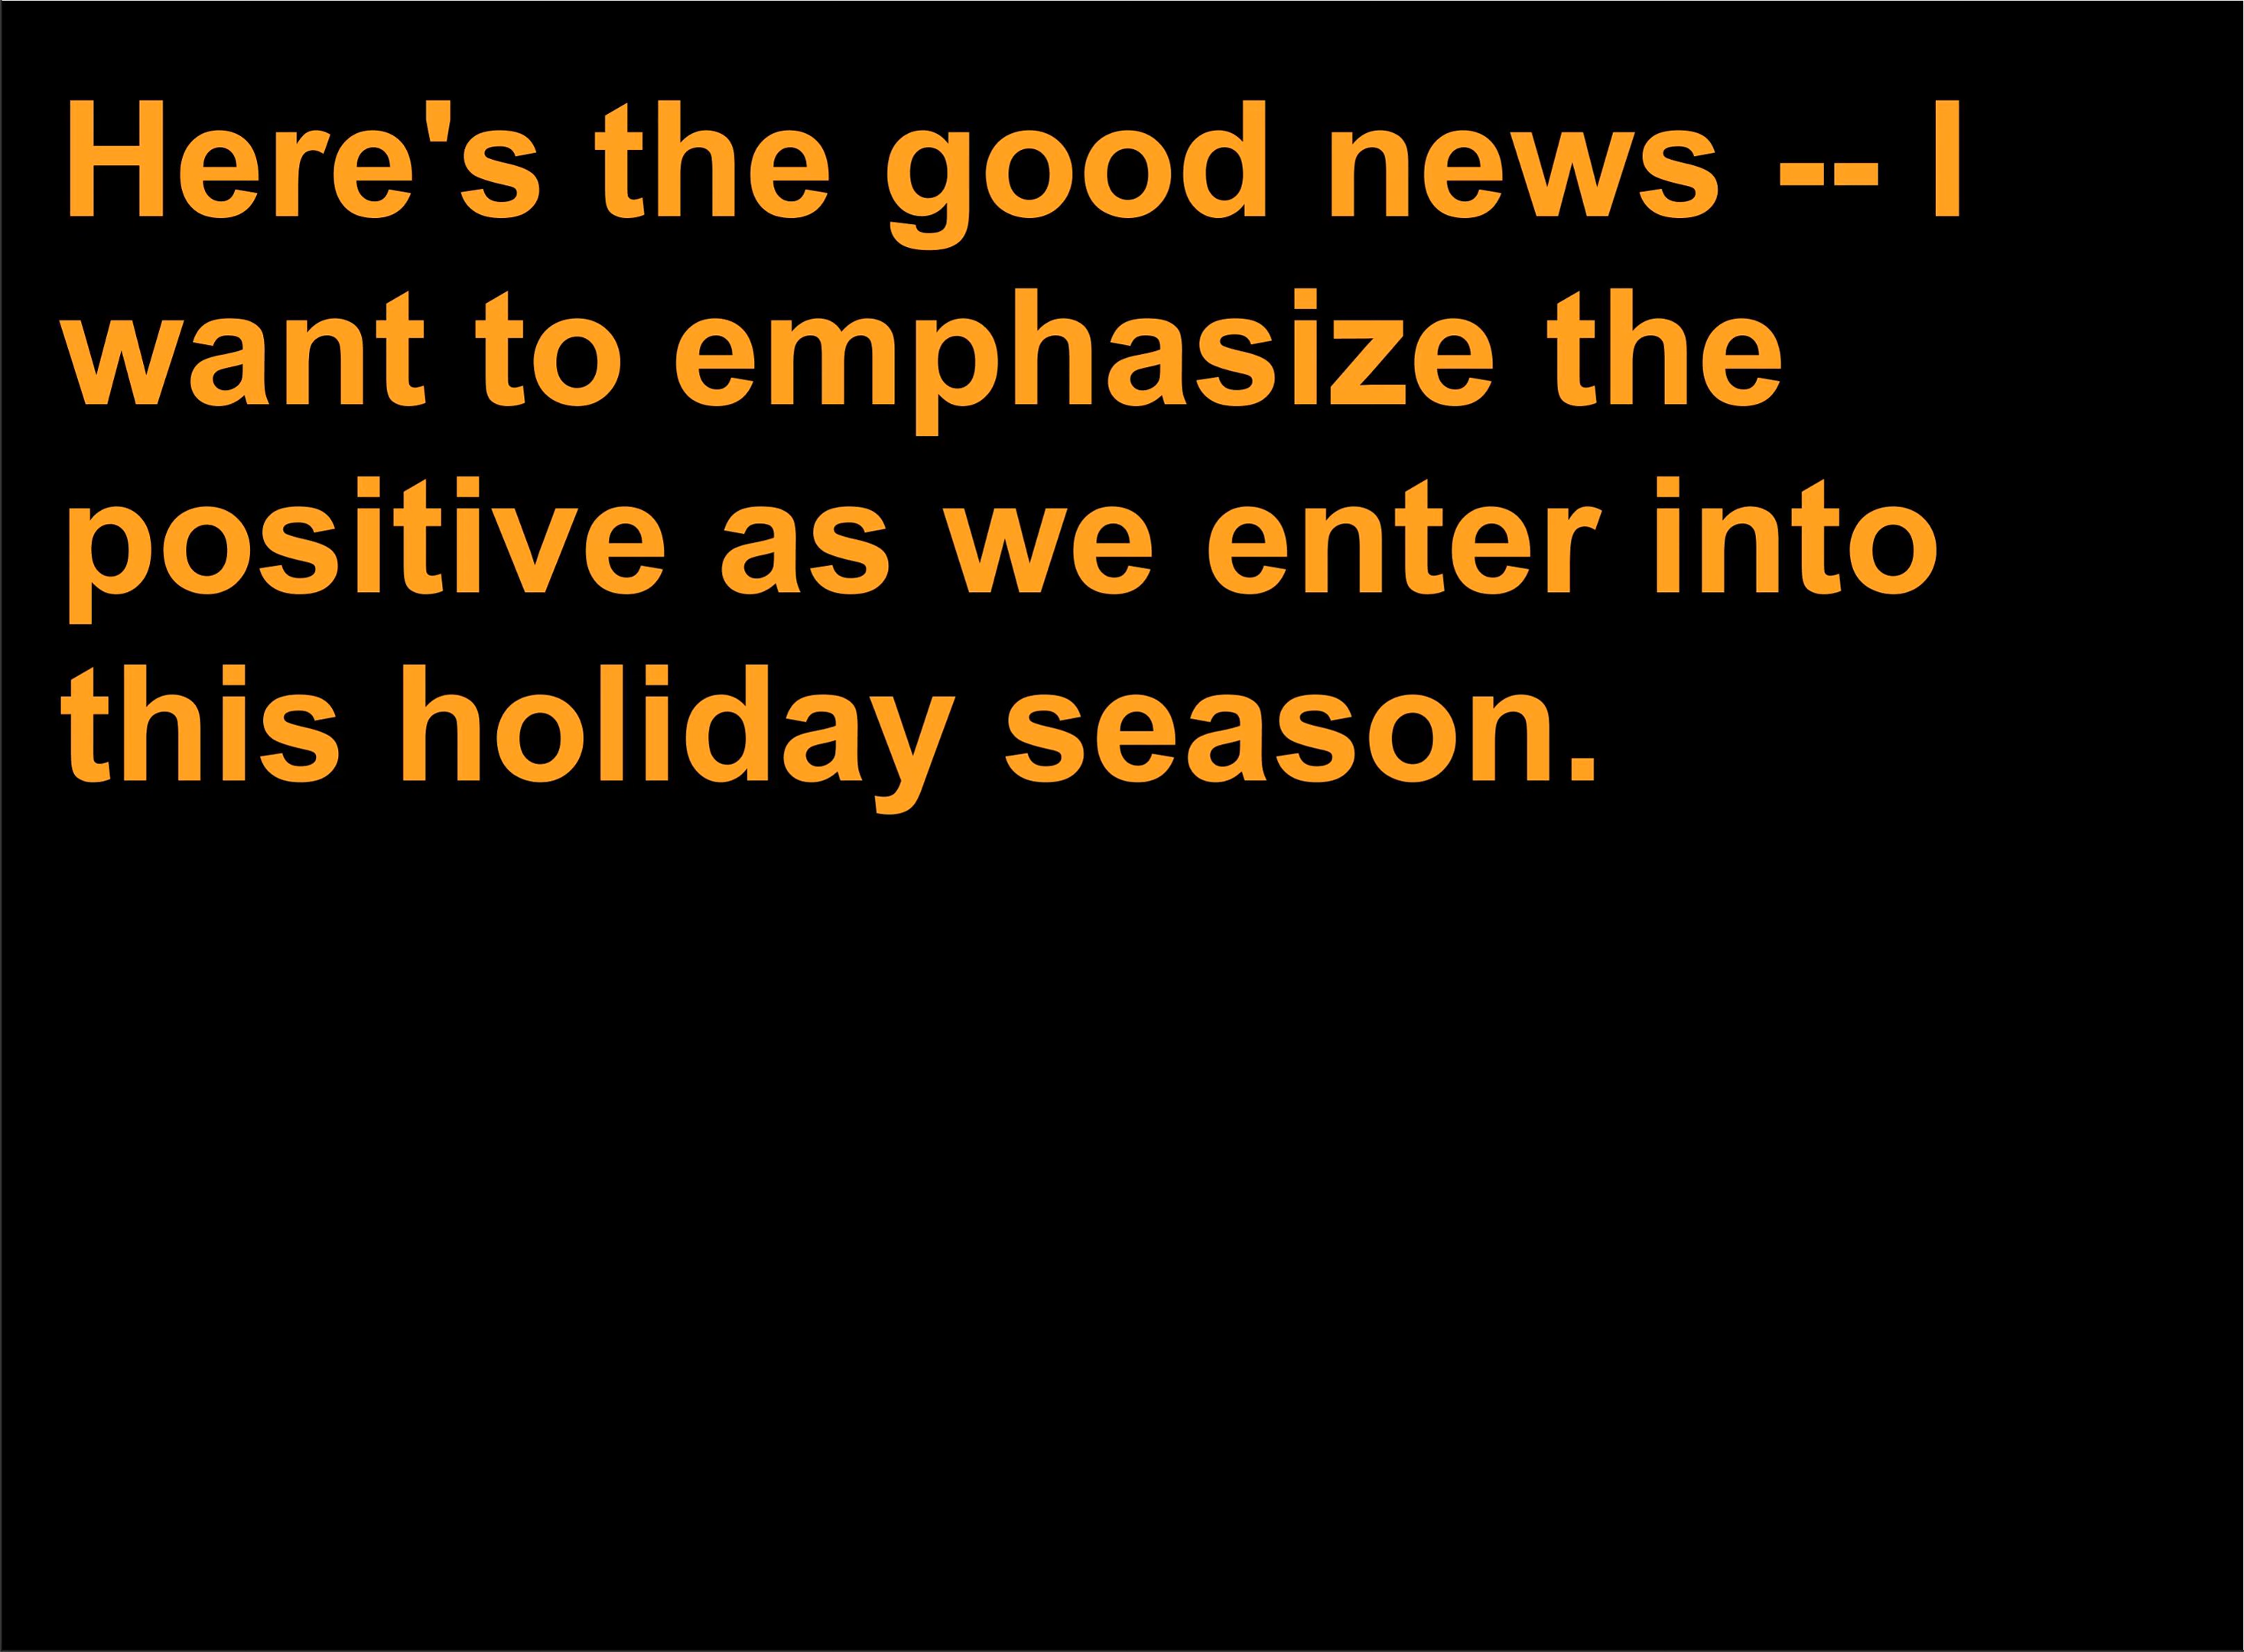 Here's the good news -- I
want to emphasize the
positive as we enter into
this holiday season.